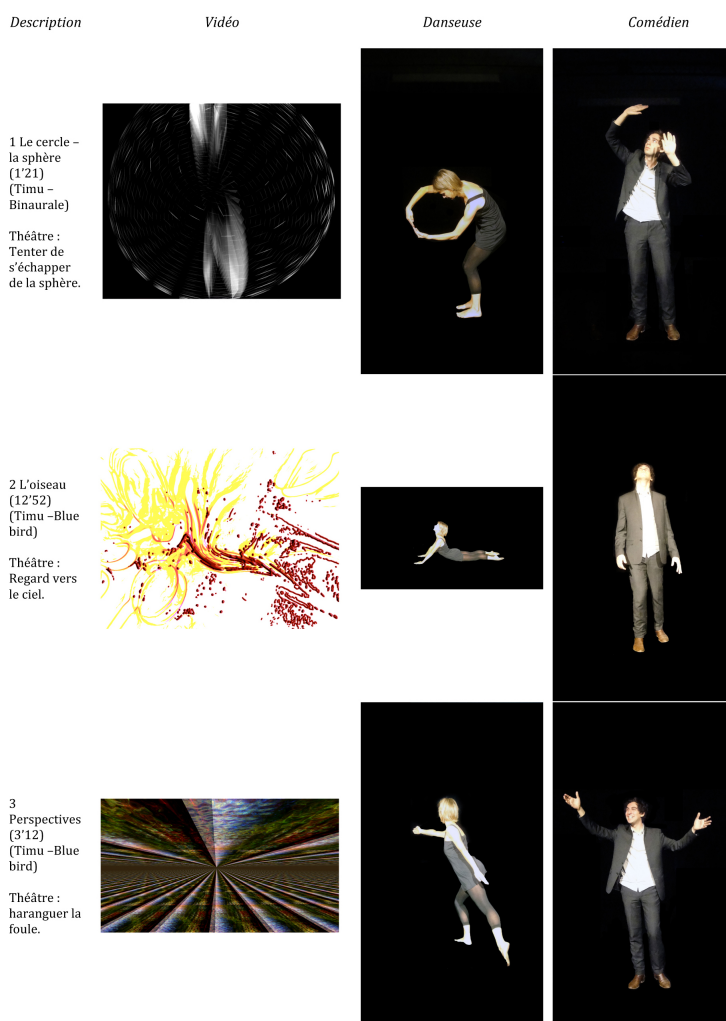 Description Vidéo Danseuse Comédien
1 Le cercle –
la sphère
(1’21)
(Timu –
Binaurale)
Théâtre :
Tenter de
s’échapper
de la sphère.
2 L’oiseau
(12’52)
(Timu –Blue
bird)
Théâtre :
Regard vers
le ciel.
3
Perspectives
(3’12)
(Timu –Blue
bird)
Théâtre :
haranguer la
foule.